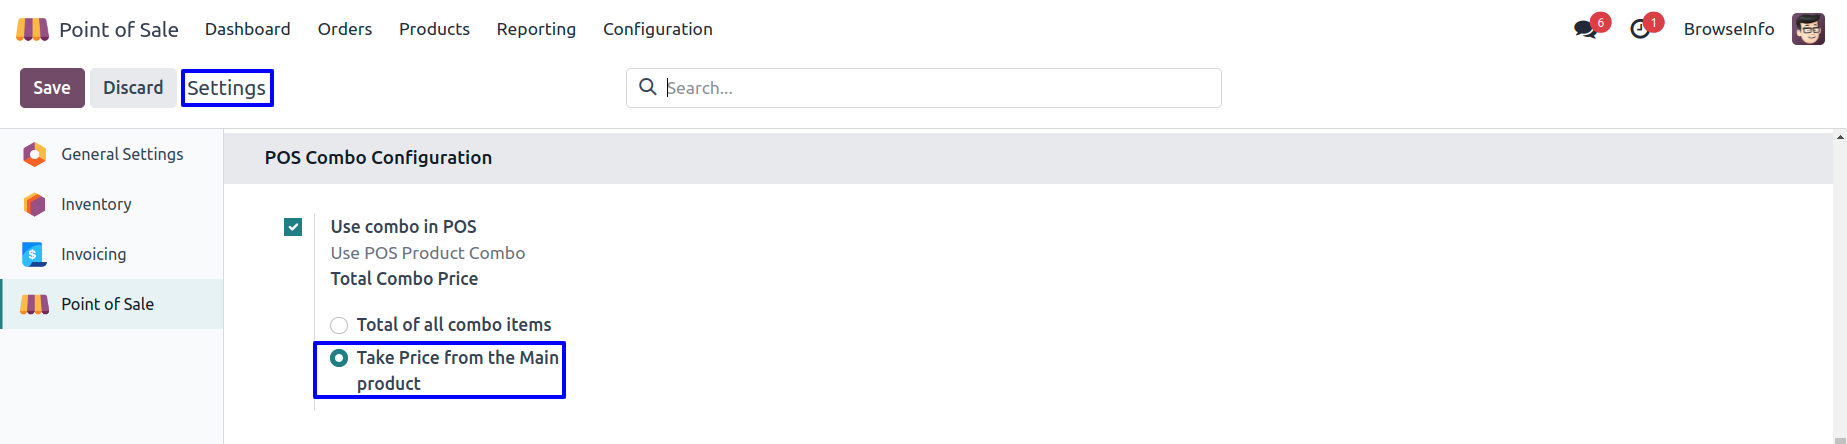 Point of Sale Dashboard Orders Products Reporting Configuration 6 1 BrowseInfo
Save Discard Settings Search...
General Settings
Inventory
$ Invoicing
Point of Sale
POS Combo Configuration
Use combo in POS
Use POS Product Combo
Total Combo Price
Total of all combo items
Take Price from the Main
product